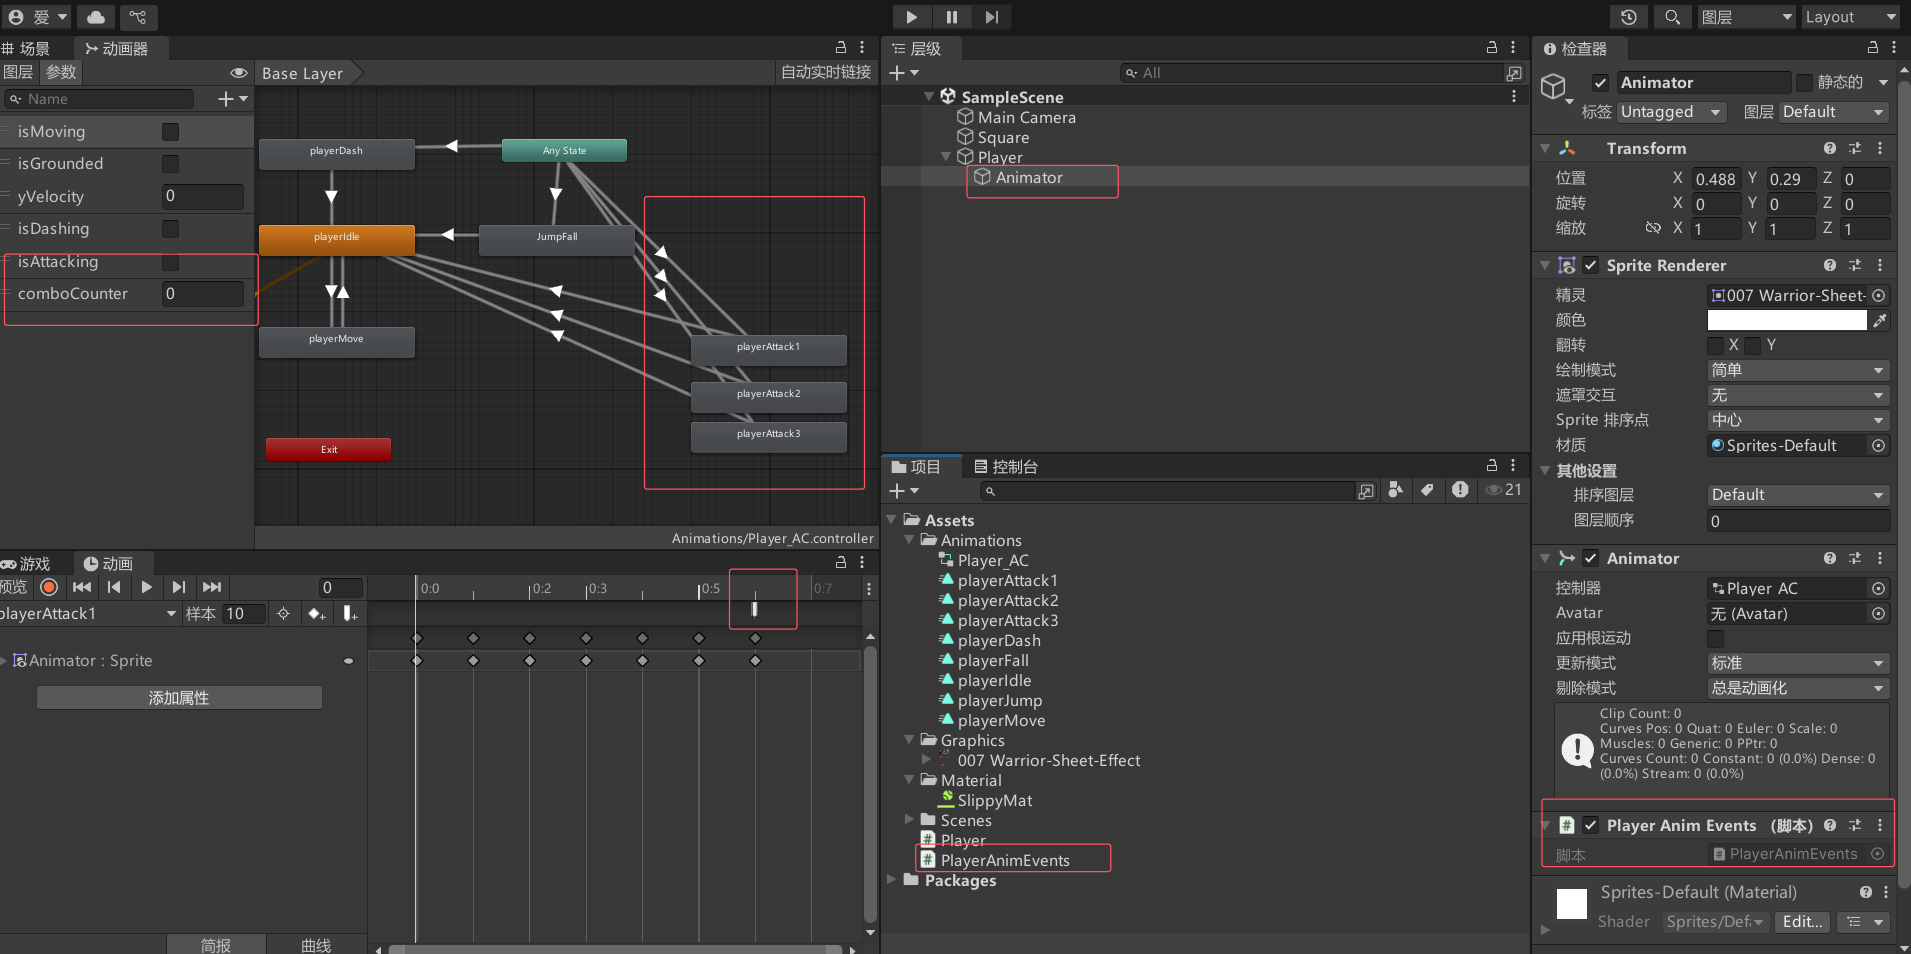 爱
图层
Layout
场景
动画器
图层
参数
Base Layer
自动实时链接
Name
isMoving
isGrounded
yVelocity
0
isDashing
isAttacking
comboCounter
0
playerDash
Any State
playerIdle
JumpFall
playerMove
playerAttack1
playerAttack2
playerAttack3
Exit
Animations/Player_AC.controller
游戏
动画
预览
0
0:0
0:2
0:3
0:5
0:7
playerAttack1
样本
10
Animator : Sprite
添加属性
简报
曲线
层级
All
SampleScene
Main Camera
Square
Player
Animator
项目
控制台
21
Assets
Animations
Player_AC
playerAttack1
playerAttack2
playerAttack3
playerDash
playerFall
playerIdle
playerJump
playerMove
Graphics
007 Warrior-Sheet-Effect
Material
SlippyMat
Scenes
Player
PlayerAnimEvents
Packages
检查器
Animator
静态的
标签 Untagged
图层 Default
Transform
位置 X 0.488 Y 0.29 Z 0
旋转 X 0 Y 0 Z 0
缩放 X 1 Y 1 Z 1
Sprite Renderer
精灵 007 Warrior-Sheet-
颜色
翻转 X Y
绘制模式 简单
遮罩交互 无
Sprite 排序点 中心
材质 Sprites-Default
其他设置
排序图层 Default
图层顺序 0
Animator
控制器 Player AC
Avatar 无 (Avatar)
应用根运动
更新模式 标准
剔除模式 总是动画化
Clip Count: 0
Curves Pos: 0 Quat: 0 Euler: 0 Scale: 0
Muscles: 0 Generic: 0 PPtr: 0
Curves Count: 0 Constant: 0 (0.0%) Dense: 0
(0.0%) Stream: 0 (0.0%)
Player Anim Events （脚本）
脚本 PlayerAnimEvents
Sprites-Default (Material)
Shader Sprites/Def
Edit...